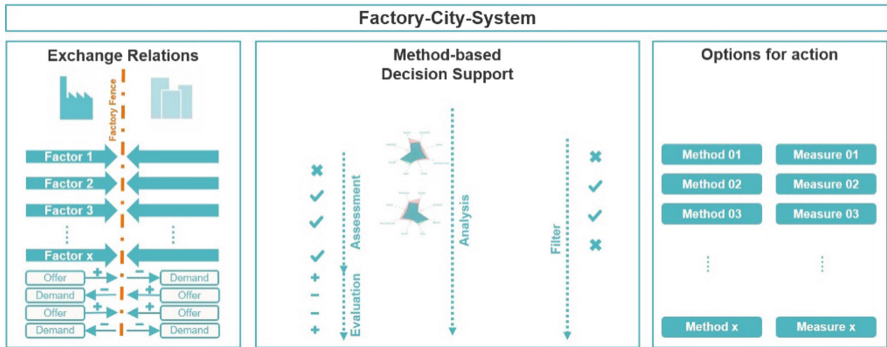 Factory-City-System
Exchange Relations
Factory Fence
Factor 1
Factor 2
Factor 3
Factor x
Offer + - Demand
Demand - + Offer
Offer + - Demand
Demand - - Demand
Method-based
Decision Support
Assessment
Evaluation
+
-
-
+
Analysis
Filter
Options for action
Method 01 Measure 01
Method 02 Measure 02
Method 03 Measure 03
Method x Measure x